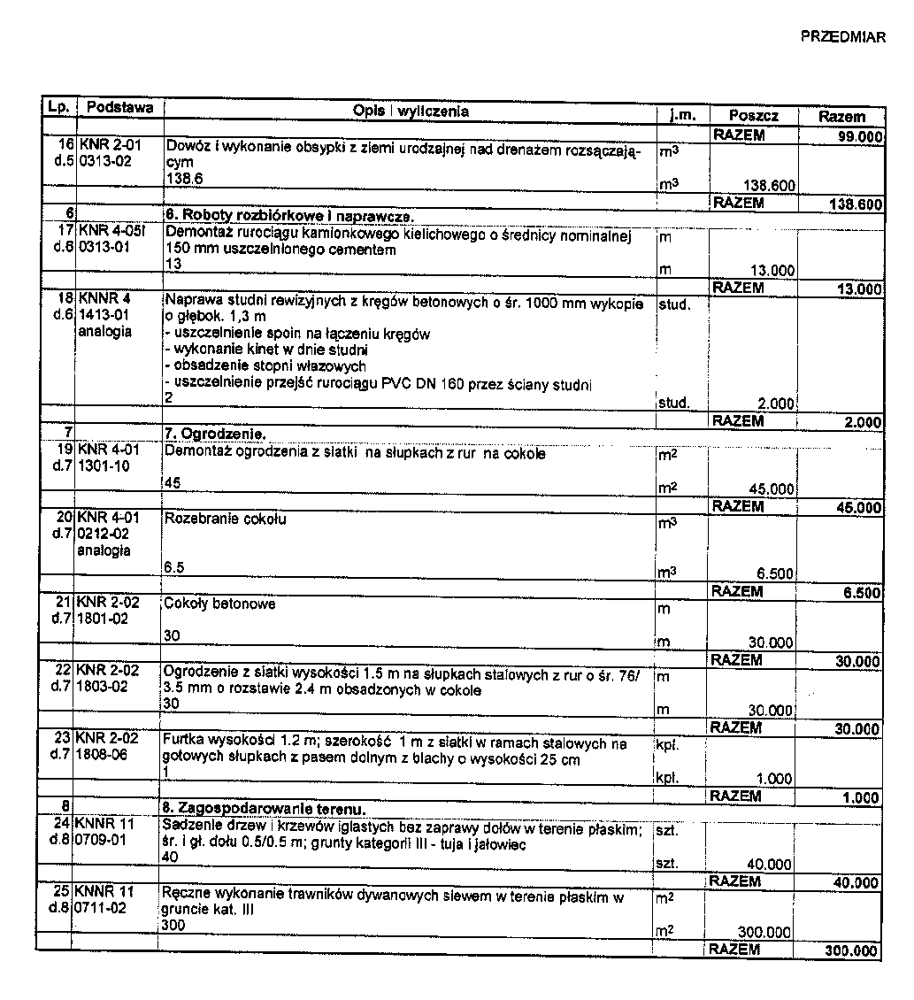 PRZEDMIAR
Lp. Podstawa Opis i wyliczenia j.m. Poszcz Razem
RAZEM 99.000
16 KNR 2-01 Dowóz i wykonanie obsypki z ziemi urodzajnej nad drenażem rozsączają- m3
d.5 0313-02 cym
138.6 m3 138.600
RAZEM 138.600
6 6. Roboty rozbiórkowe i naprawcze.
17 KNR 4-05I Demontaż rurociągu kamionkowego kielichowego o średnicy nominalnej m
d.6 0313-01 150 mm uszczelnionego cementem
13 m 13.000
RAZEM 13.000
18 KNNR 4 Naprawa studni rewizyjnych z kręgów betonowych o śr. 1000 mm wykopie stud.
d.6 1413-01 o głębok. 1,3 m
analogia - uszczelnienie spoin na łączeniu kręgów
- wykonanie kinet w dnie studni
- obsadzenie stopni włazowych
- uszczelnienie przejść rurociągu PVC DN 160 przez ściany studni
2 stud. 2.000
RAZEM 2.000
7 7. Ogrodzenie.
19 KNR 4-01 Demontaż ogrodzenia z siatki na słupkach z rur na cokole m2
d.7 1301-10
45 m2 45.000
RAZEM 45.000
20 KNR 4-01 Rozebranie cokołu m3
d.7 0212-02
analogia
6.5 m3 6.500
RAZEM 6.500
21 KNR 2-02 Cokoły betonowe m
d.7 1801-02
30 m 30.000
RAZEM 30.000
22 KNR 2-02 Ogrodzenie z siatki wysokości 1.5 m na słupkach stalowych z rur o śr. 76/ m
d.7 1803-02 3.5 mm o rozstawie 2.4 m obsadzonych w cokole
30 m 30.000
RAZEM 30.000
23 KNR 2-02 Furtka wysokości 1.2 m; szerokość 1 m z siatki w ramach stalowych na kpl.
d.7 1808-06 gotowych słupkach z pasem dolnym z blachy o wysokości 25 cm
1 kpl. 1.000
RAZEM 1.000
8 8. Zagospodarowanie terenu.
24 KNNR 11 Sadzenie drzew i krzewów iglastych bez zaprawy dołów w terenie płaskim; szt.
d.8 0709-01 śr. i gł. dołu 0.5/0.5 m; grunty kategorii III - tuja i jałowiec
40 szt. 40.000
RAZEM 40.000
25 KNNR 11 Ręczne wykonanie trawników dywanowych siewem w terenie płaskim w m2
d.8 0711-02 gruncie kat. III
300 m2 300.000
RAZEM 300.000